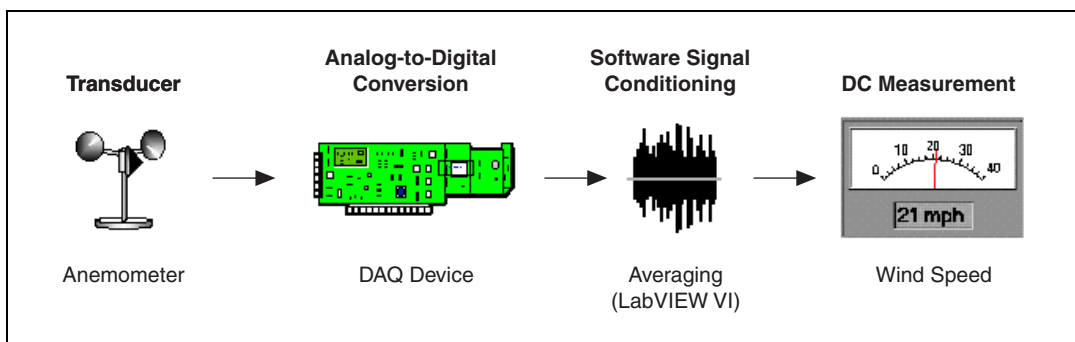 Transducer
Analog-to-Digital
Conversion
Software Signal
Conditioning
DC Measurement
0 10 20 30 40
21 mph
Anemometer
DAQ Device
Averaging
(LabVIEW VI)
Wind Speed